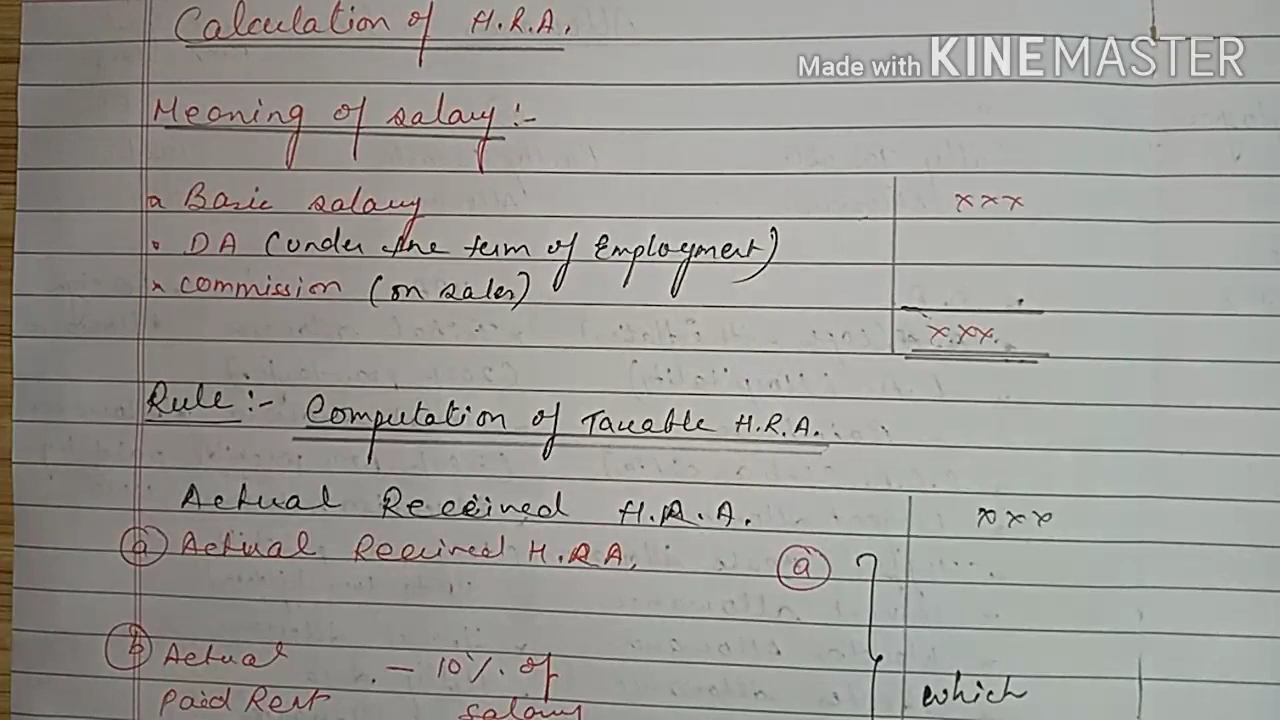 Calculation of H.R.A.
Made with KINEMASTER
Meaning of salary :-
a Basic salary xxx
DA (under the term of Employment)
x commission (on sales)
xxx.
Rule :- Computation of Taxable H.R.A.
Actual Received H.R.A. xxx
(a) Actual Received H.R.A. (a)
(b) Actual - 10% of
Paid Rent salary which